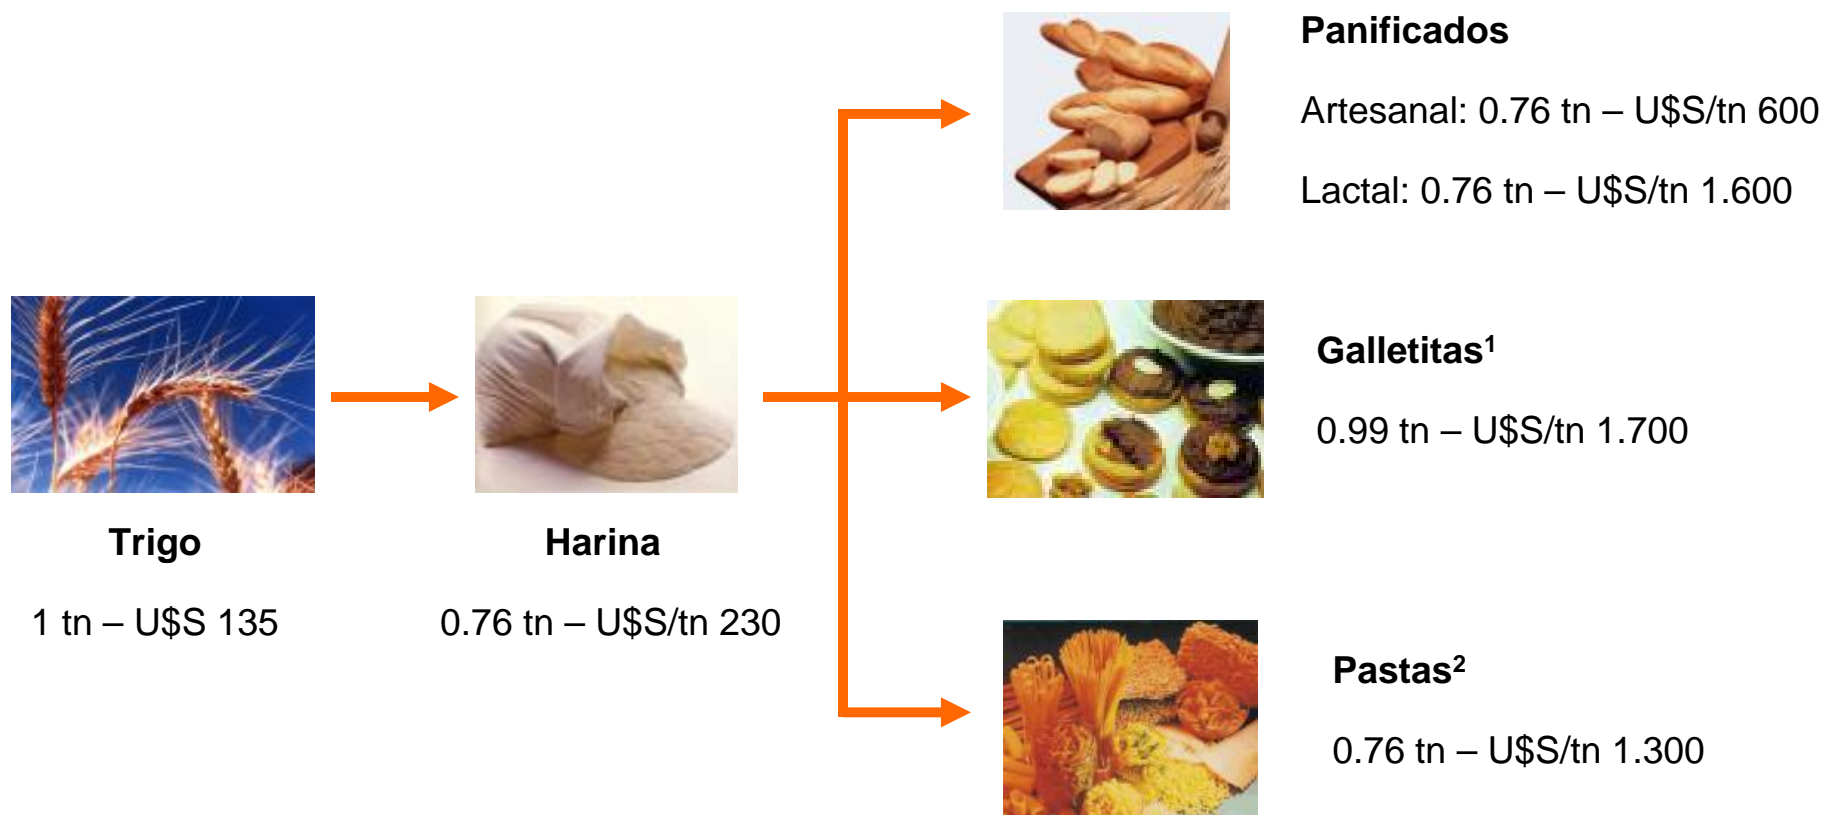 Panificados
Artesanal: 0.76 tn – U$S/tn 600
Lactal: 0.76 tn – U$S/tn 1.600
Galletitas¹
0.99 tn – U$S/tn 1.700
Trigo
1 tn – U$S 135
Harina
0.76 tn – U$S/tn 230
Pastas²
0.76 tn – U$S/tn 1.300